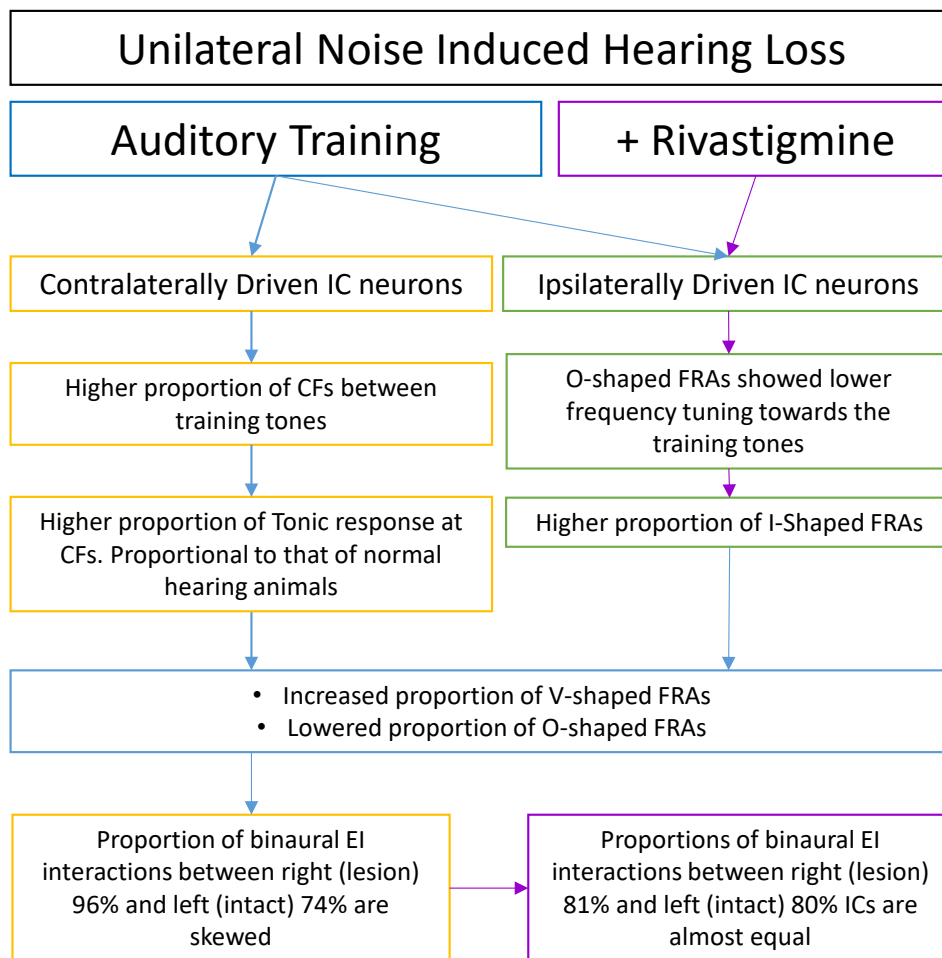 Unilateral Noise Induced Hearing Loss
Auditory Training
+ Rivastigmine
Contralaterally Driven IC neurons
Ipsilaterally Driven IC neurons
Higher proportion of CFs between
training tones
O-shaped FRAs showed lower
frequency tuning towards the
training tones
Higher proportion of Tonic response at
CFs. Proportional to that of normal
hearing animals
Higher proportion of I-Shaped FRAs
• Increased proportion of V-shaped FRAs
• Lowered proportion of O-shaped FRAs
Proportion of binaural EI
interactions between right (lesion)
96% and left (intact) 74% are
skewed
Proportions of binaural EI
interactions between right (lesion)
81% and left (intact) 80% ICs are
almost equal